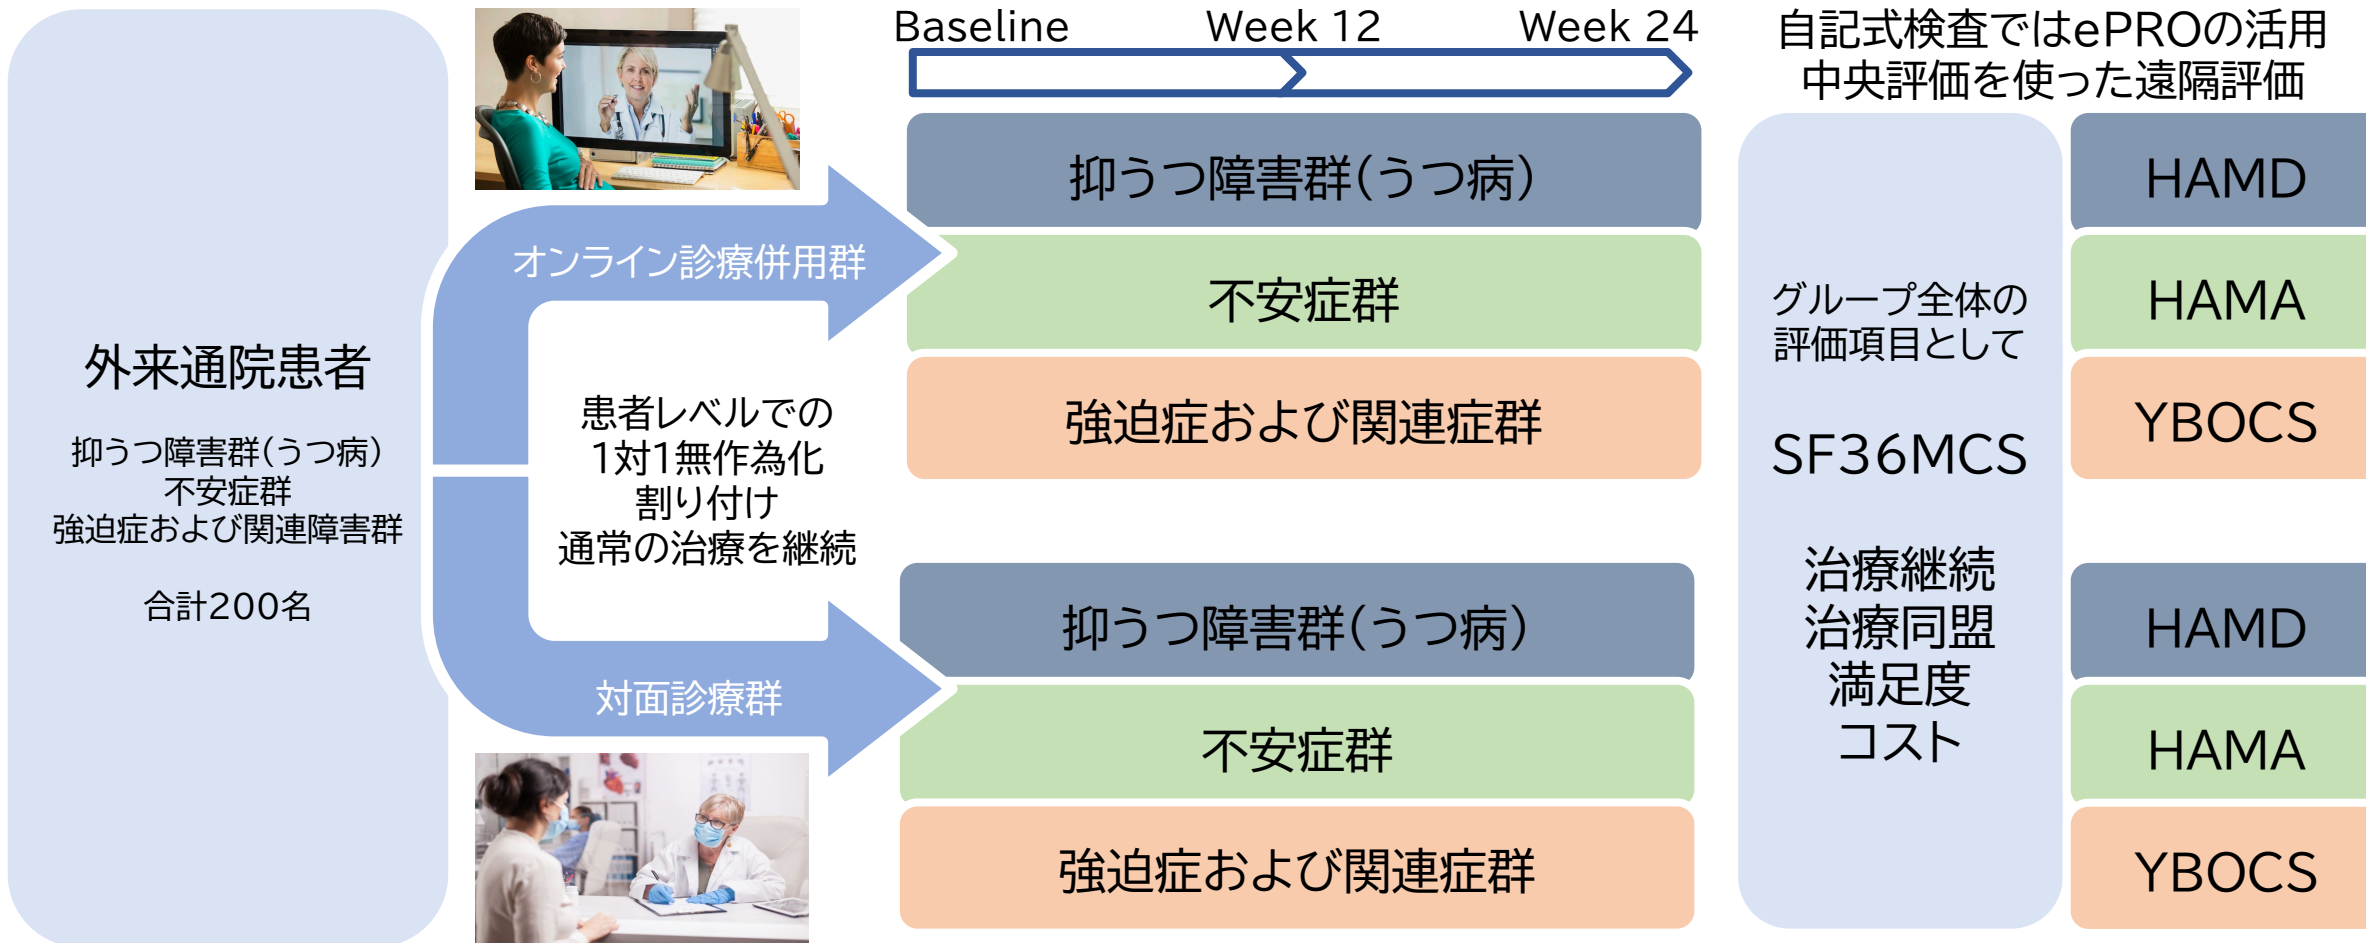 外来通院患者
抑うつ障害群(うつ病)
不安症群
強迫症および関連障害群
合計200名
オンライン診療併用群
患者レベルでの
1対1無作為化
割り付け
通常の治療を継続
対面診療群
Baseline Week 12 Week 24
抑うつ障害群(うつ病)
不安症群
強迫症および関連症群
抑うつ障害群(うつ病)
不安症群
強迫症および関連症群
自記式検査ではePROの活用
中央評価を使った遠隔評価
グループ全体の
評価項目として
SF36MCS
治療継続
治療同盟
満足度
コスト
HAMD
HAMA
YBOCS
HAMD
HAMA
YBOCS